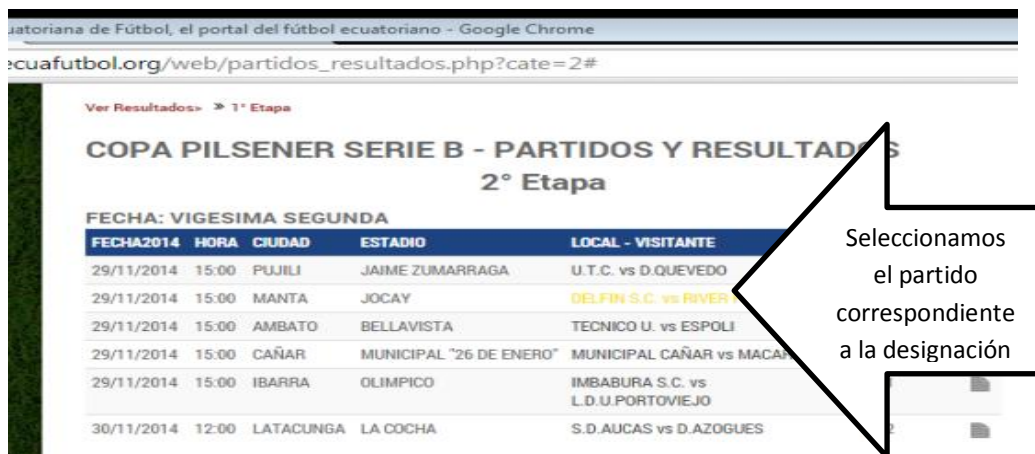 uatoriana de Fútbol, el portal del fútbol ecuatoriano - Google Chrome
ecuafutbol.org/web/partidos_resultados.php?cate=2#
Ver Resultados» » 1° Etapa
COPA PILSENER SERIE B - PARTIDOS Y RESULTADOS
2° Etapa
FECHA: VIGESIMA SEGUNDA
FECHA2014 HORA CIUDAD ESTADIO LOCAL - VISITANTE
29/11/2014 15:00 PUJILI JAIME ZUMARRAGA U.T.C. vs D.QUEVEDO
29/11/2014 15:00 MANTA JOCAY DELFIN S.C. vs RIVER
29/11/2014 15:00 AMBATO BELLAVISTA TECNICO U. vs ESPOLI
29/11/2014 15:00 CAÑAR MUNICIPAL "26 DE ENERO" MUNICIPAL CAÑAR vs MACAR
29/11/2014 15:00 IBARRA OLIMPICO IMBABURA S.C. vs
L.D.U.PORTOVIEJO
30/11/2014 12:00 LATACUNGA LA COCHA S.D.AUCAS vs D.AZOGUES 2
Seleccionamos
el partido
correspondiente
a la designación